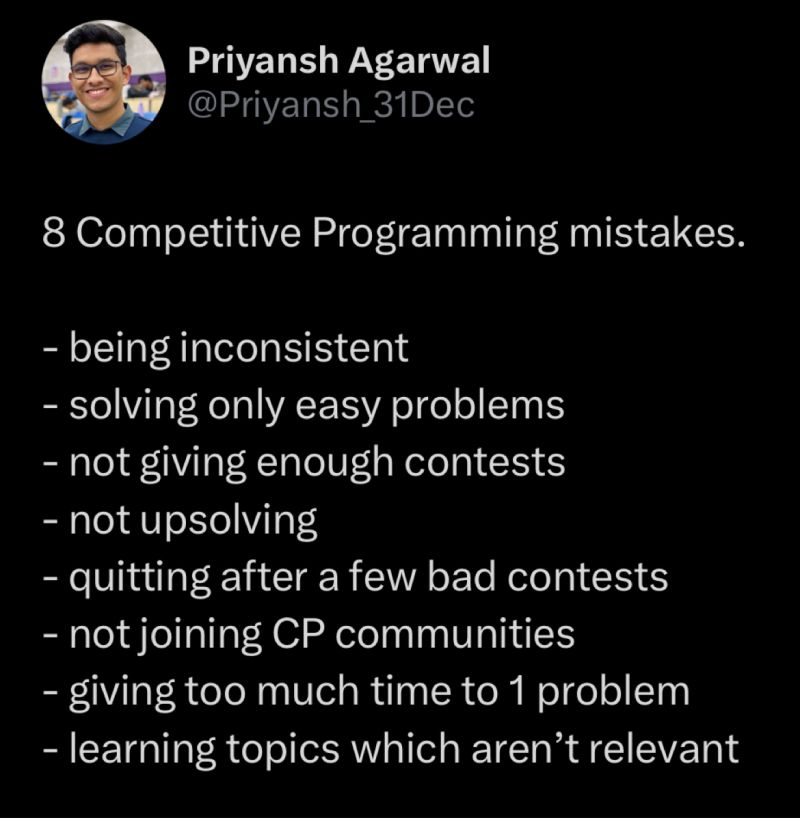 Priyansh Agarwal
@Priyansh_31Dec
8 Competitive Programming mistakes.
- being inconsistent
- solving only easy problems
- not giving enough contests
- not upsolving
- quitting after a few bad contests
- not joining CP communities
- giving too much time to 1 problem
- learning topics which aren’t relevant